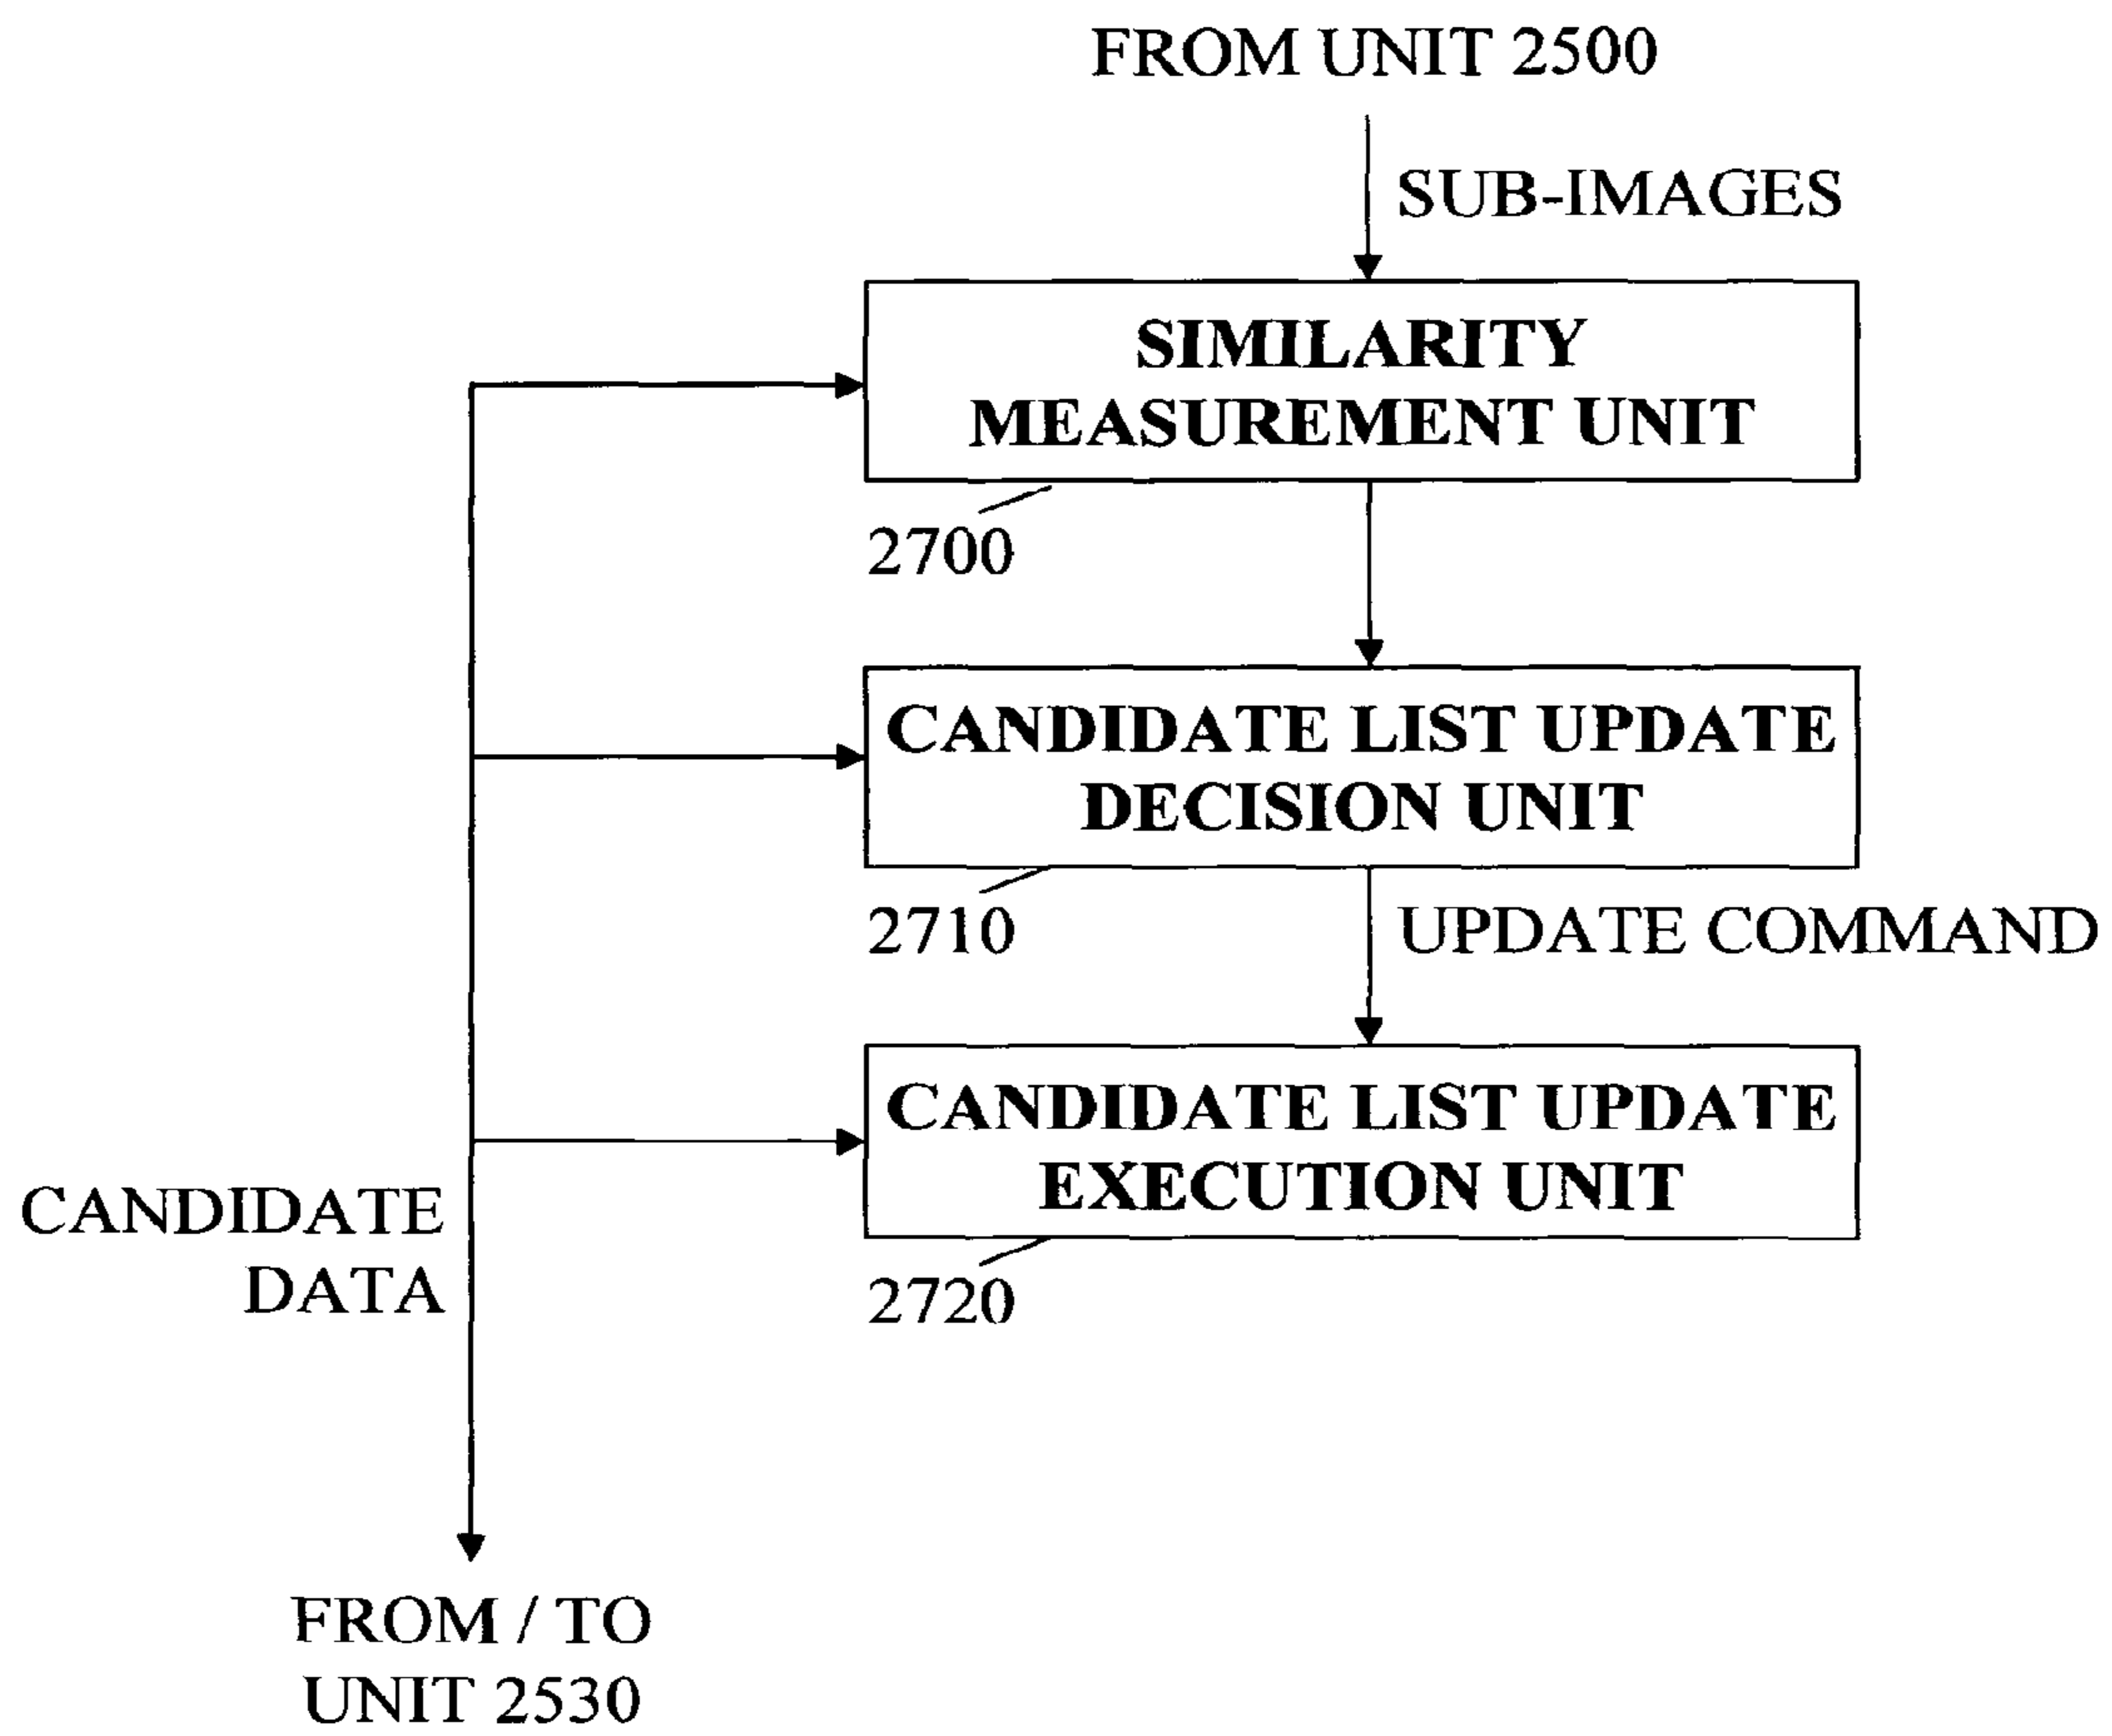 FROM UNIT 2500
SUB-IMAGES
SIMILARITY
MEASUREMENT UNIT
2700
CANDIDATE LIST UPDATE
DECISION UNIT
2710
UPDATE COMMAND
CANDIDATE LIST UPDATE
EXECUTION UNIT
2720
CANDIDATE
DATA
FROM / TO
UNIT 2530